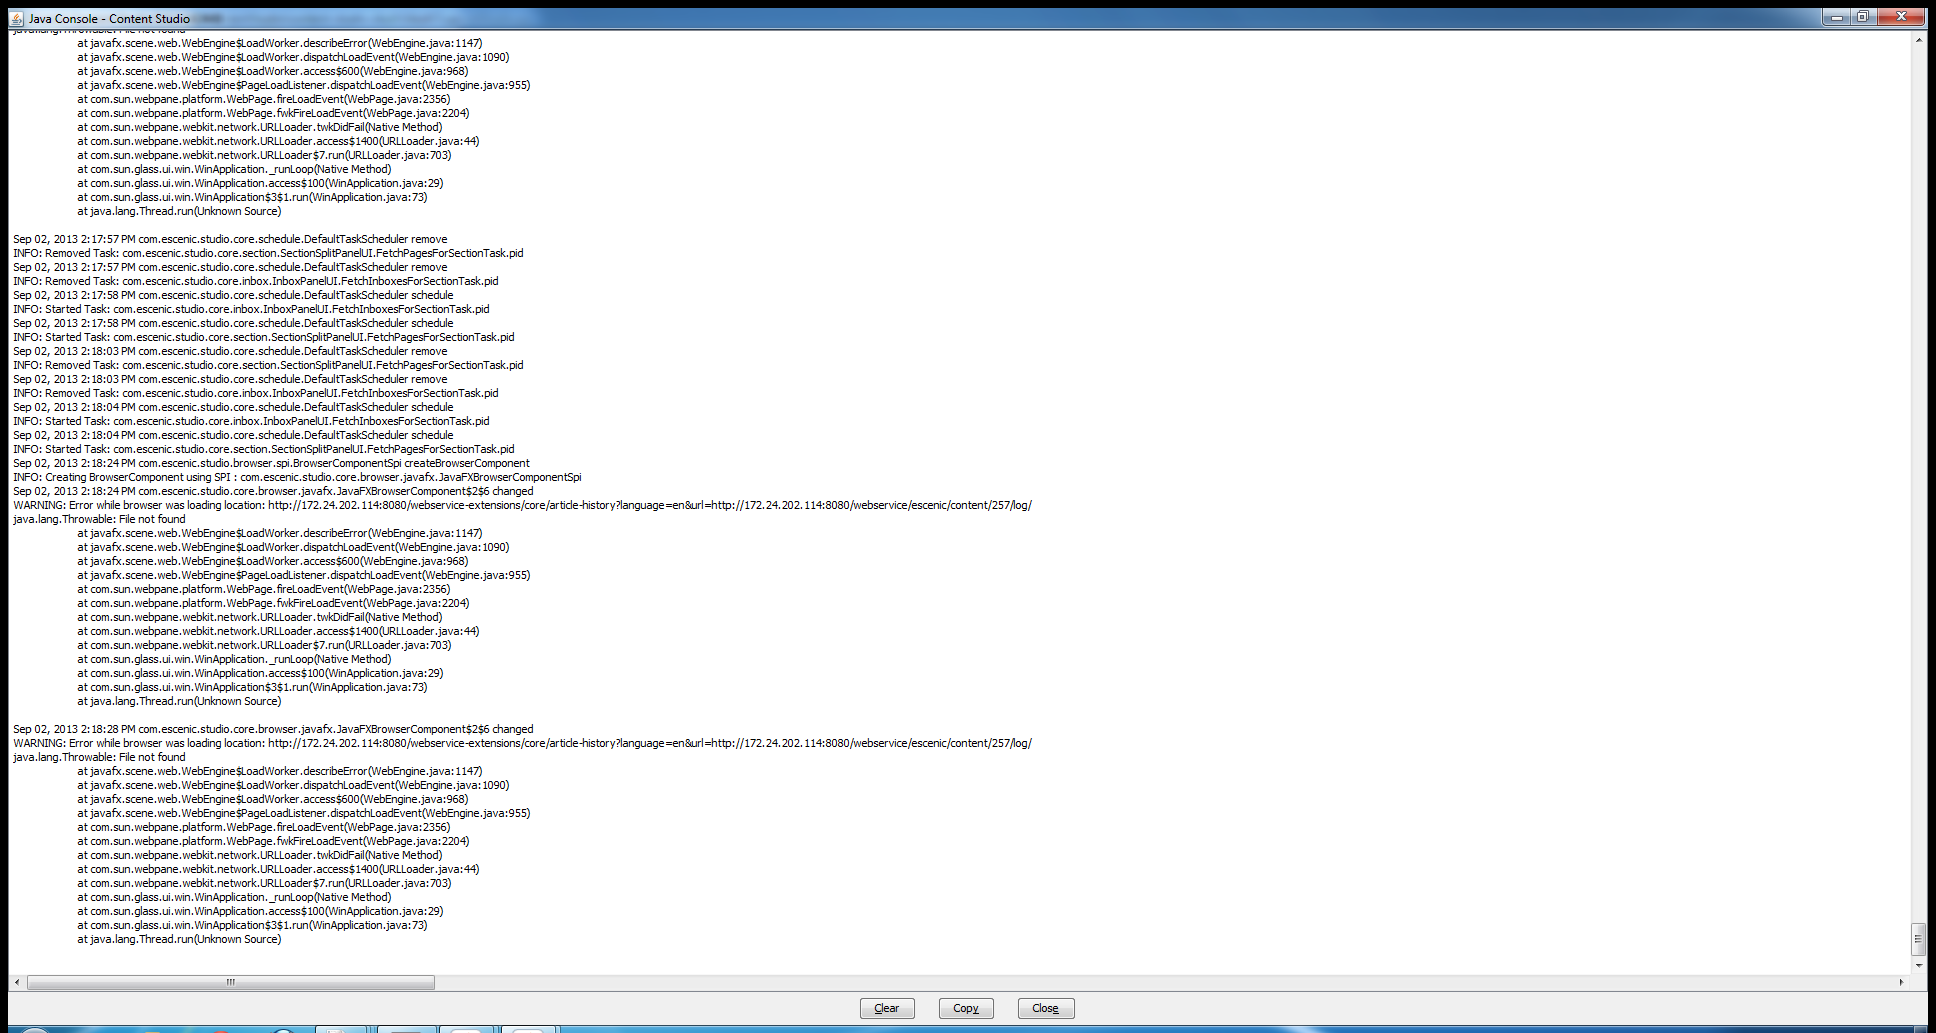 Java Console - Content Studio
java.lang.Throwable: File not found
at javafx.scene.web.WebEngine$LoadWorker.describeError(WebEngine.java:1147)
at javafx.scene.web.WebEngine$LoadWorker.dispatchLoadEvent(WebEngine.java:1090)
at javafx.scene.web.WebEngine$LoadWorker.access$600(WebEngine.java:968)
at javafx.scene.web.WebEngine$PageLoadListener.dispatchLoadEvent(WebEngine.java:955)
at com.sun.webpane.platform.WebPage.fireLoadEvent(WebPage.java:2356)
at com.sun.webpane.platform.WebPage.fwkFireLoadEvent(WebPage.java:2204)
at com.sun.webpane.webkit.network.URLLoader.twkDidFail(Native Method)
at com.sun.webpane.webkit.network.URLLoader.access$1400(URLLoader.java:44)
at com.sun.webpane.webkit.network.URLLoader$7.run(URLLoader.java:703)
at com.sun.glass.ui.win.WinApplication._runLoop(Native Method)
at com.sun.glass.ui.win.WinApplication.access$100(WinApplication.java:29)
at com.sun.glass.ui.win.WinApplication$3$1.run(WinApplication.java:73)
at java.lang.Thread.run(Unknown Source)
Sep 02, 2013 2:17:57 PM com.escenic.studio.core.schedule.DefaultTaskScheduler remove
INFO: Removed Task: com.escenic.studio.core.section.SectionSplitPanelUI.FetchPagesForSectionTask.pid
Sep 02, 2013 2:17:57 PM com.escenic.studio.core.schedule.DefaultTaskScheduler remove
INFO: Removed Task: com.escenic.studio.core.inbox.InboxPanelUI.FetchInboxesForSectionTask.pid
Sep 02, 2013 2:17:58 PM com.escenic.studio.core.schedule.DefaultTaskScheduler schedule
INFO: Started Task: com.escenic.studio.core.inbox.InboxPanelUI.FetchInboxesForSectionTask.pid
Sep 02, 2013 2:17:58 PM com.escenic.studio.core.schedule.DefaultTaskScheduler schedule
INFO: Started Task: com.escenic.studio.core.section.SectionSplitPanelUI.FetchPagesForSectionTask.pid
Sep 02, 2013 2:18:03 PM com.escenic.studio.core.schedule.DefaultTaskScheduler remove
INFO: Removed Task: com.escenic.studio.core.section.SectionSplitPanelUI.FetchPagesForSectionTask.pid
Sep 02, 2013 2:18:03 PM com.escenic.studio.core.schedule.DefaultTaskScheduler remove
INFO: Removed Task: com.escenic.studio.core.inbox.InboxPanelUI.FetchInboxesForSectionTask.pid
Sep 02, 2013 2:18:04 PM com.escenic.studio.core.schedule.DefaultTaskScheduler schedule
INFO: Started Task: com.escenic.studio.core.inbox.InboxPanelUI.FetchInboxesForSectionTask.pid
Sep 02, 2013 2:18:04 PM com.escenic.studio.core.schedule.DefaultTaskScheduler schedule
INFO: Started Task: com.escenic.studio.core.section.SectionSplitPanelUI.FetchPagesForSectionTask.pid
Sep 02, 2013 2:18:24 PM com.escenic.studio.browser.spi.BrowserComponentSpi createBrowserComponent
INFO: Creating BrowserComponent using SPI : com.escenic.studio.core.browser.javafx.JavaFXBrowserComponentSpi
Sep 02, 2013 2:18:24 PM com.escenic.studio.core.browser.javafx.JavaFXBrowserComponent$2$6 changed
WARNING: Error while browser was loading location: http://172.24.202.114:8080/webservice-extensions/core/article-history?language=en&url=http://172.24.202.114:8080/webservice/escenic/content/257/log/
java.lang.Throwable: File not found
at javafx.scene.web.WebEngine$LoadWorker.describeError(WebEngine.java:1147)
at javafx.scene.web.WebEngine$LoadWorker.dispatchLoadEvent(WebEngine.java:1090)
at javafx.scene.web.WebEngine$LoadWorker.access$600(WebEngine.java:968)
at javafx.scene.web.WebEngine$PageLoadListener.dispatchLoadEvent(WebEngine.java:955)
at com.sun.webpane.platform.WebPage.fireLoadEvent(WebPage.java:2356)
at com.sun.webpane.platform.WebPage.fwkFireLoadEvent(WebPage.java:2204)
at com.sun.webpane.webkit.network.URLLoader.twkDidFail(Native Method)
at com.sun.webpane.webkit.network.URLLoader.access$1400(URLLoader.java:44)
at com.sun.webpane.webkit.network.URLLoader$7.run(URLLoader.java:703)
at com.sun.glass.ui.win.WinApplication._runLoop(Native Method)
at com.sun.glass.ui.win.WinApplication.access$100(WinApplication.java:29)
at com.sun.glass.ui.win.WinApplication$3$1.run(WinApplication.java:73)
at java.lang.Thread.run(Unknown Source)
Sep 02, 2013 2:18:28 PM com.escenic.studio.core.browser.javafx.JavaFXBrowserComponent$2$6 changed
WARNING: Error while browser was loading location: http://172.24.202.114:8080/webservice-extensions/core/article-history?language=en&url=http://172.24.202.114:8080/webservice/escenic/content/257/log/
java.lang.Throwable: File not found
at javafx.scene.web.WebEngine$LoadWorker.describeError(WebEngine.java:1147)
at javafx.scene.web.WebEngine$LoadWorker.dispatchLoadEvent(WebEngine.java:1090)
at javafx.scene.web.WebEngine$LoadWorker.access$600(WebEngine.java:968)
at javafx.scene.web.WebEngine$PageLoadListener.dispatchLoadEvent(WebEngine.java:955)
at com.sun.webpane.platform.WebPage.fireLoadEvent(WebPage.java:2356)
at com.sun.webpane.platform.WebPage.fwkFireLoadEvent(WebPage.java:2204)
at com.sun.webpane.webkit.network.URLLoader.twkDidFail(Native Method)
at com.sun.webpane.webkit.network.URLLoader.access$1400(URLLoader.java:44)
at com.sun.webpane.webkit.network.URLLoader$7.run(URLLoader.java:703)
at com.sun.glass.ui.win.WinApplication._runLoop(Native Method)
at com.sun.glass.ui.win.WinApplication.access$100(WinApplication.java:29)
at com.sun.glass.ui.win.WinApplication$3$1.run(WinApplication.java:73)
at java.lang.Thread.run(Unknown Source)
Clear Copy Close